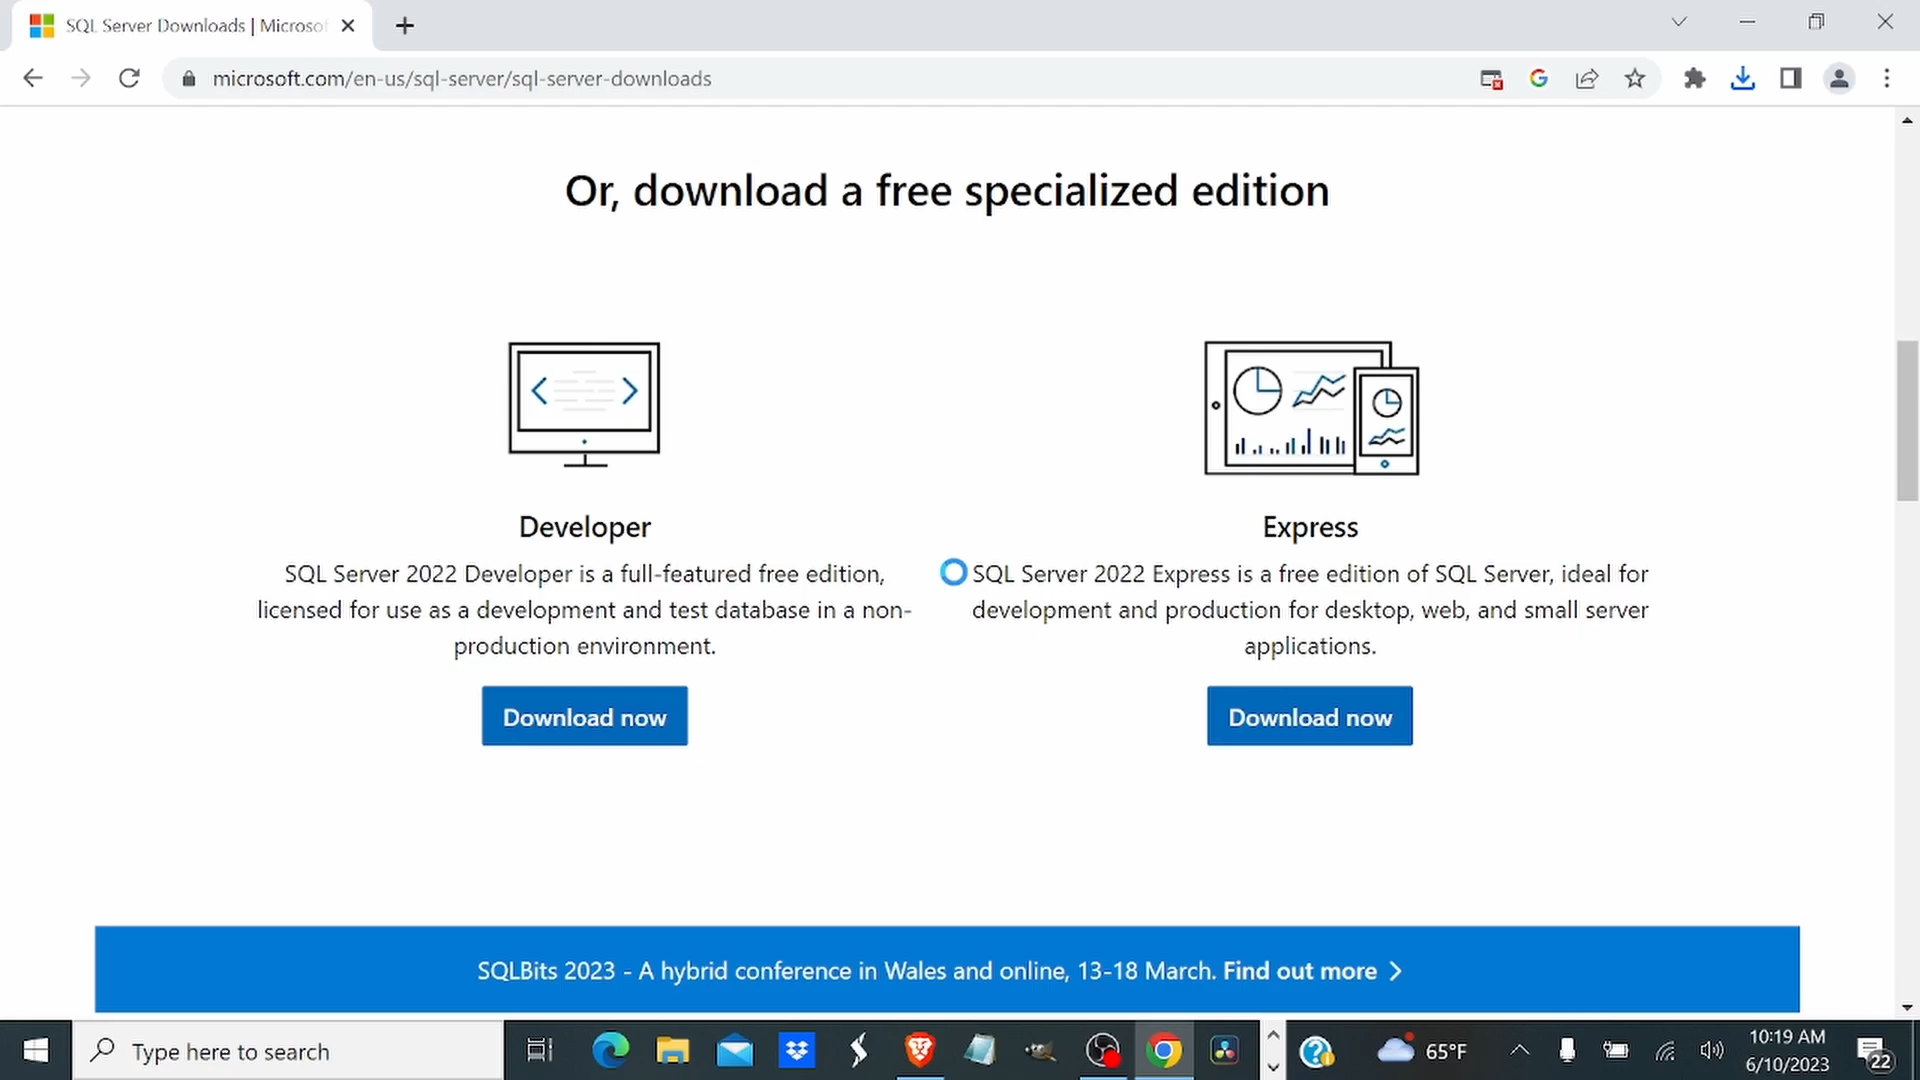 SQL Server Downloads | Microsof
microsoft.com/en-us/sql-server/sql-server-downloads
Or, download a free specialized edition
Developer
SQL Server 2022 Developer is a full-featured free edition,
licensed for use as a development and test database in a non-
production environment.
Download now
Express
SQL Server 2022 Express is a free edition of SQL Server, ideal for
development and production for desktop, web, and small server
applications.
Download now
SQLBits 2023 - A hybrid conference in Wales and online, 13-18 March. Find out more
Type here to search
65°F
10:19 AM
6/10/2023
22